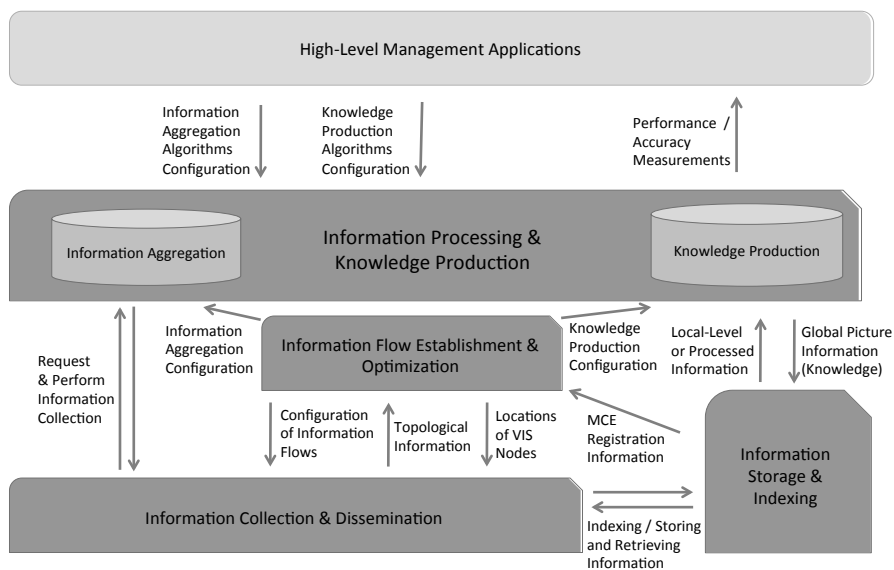 High-Level Management Applications
Information
Aggregation
Algorithms
Configuration
Knowledge
Production
Algorithms
Configuration
Performance /
Accuracy
Measurements
Information Aggregation
Information Processing &
Knowledge Production
Knowledge Production
Request
& Perform
Information
Collection
Information
Aggregation
Configuration
Information Flow Establishment &
Optimization
Knowledge
Production
Configuration
Local-Level
or Processed
Information
Global Picture
Information
(Knowledge)
Configuration
of Information
Flows
Topological
Information
Locations
of VIS
Nodes
MCE
Registration
Information
Information
Storage &
Indexing
Information Collection & Dissemination
Indexing / Storing
and Retrieving
Information